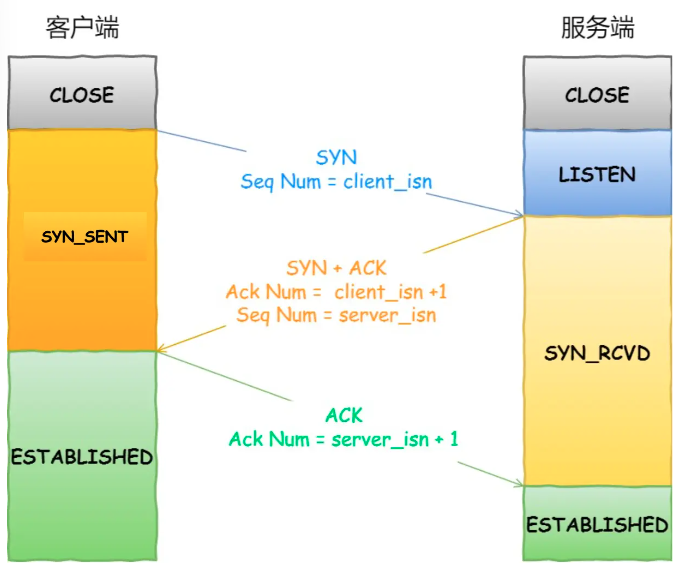 客户端
服务端
CLOSE
CLOSE
SYN
Seq Num = client_isn
LISTEN
SYN_SENT
SYN + ACK
Ack Num = client_isn +1
Seq Num = server_isn
SYN_RCVD
ACK
Ack Num = server_isn + 1
ESTABLISHED
ESTABLISHED